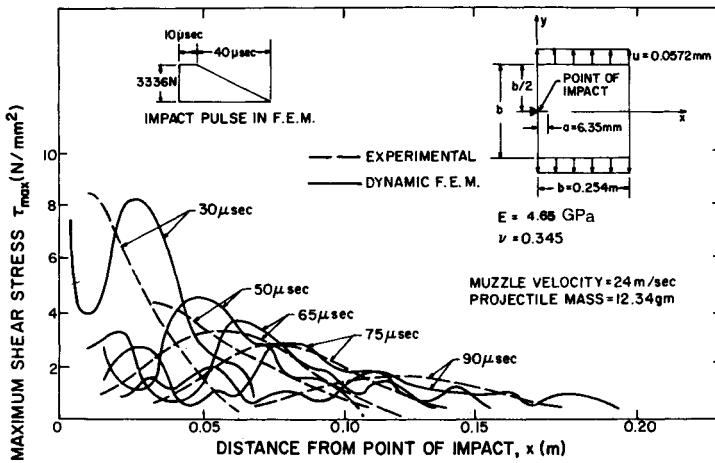 10μsec
40μsec
3336N
IMPACT PULSE IN F.E.M.
y
u=0.0572mm
b/2
POINT OF
IMPACT
b
x
a=6.35mm
b=0.254m
EXPERIMENTAL
DYNAMIC F.E.M.
E = 4.65 GPa
ν = 0.345
MUZZLE VELOCITY=24m/sec
PROJECTILE MASS=12.34gm
30μsec
50μsec
65μsec
75μsec
90μsec
MAXIMUM SHEAR STRESS τmax(N/mm²)
10
8
6
4
2
0
0.05
0.10
0.15
0.20
DISTANCE FROM POINT OF IMPACT, x (m)